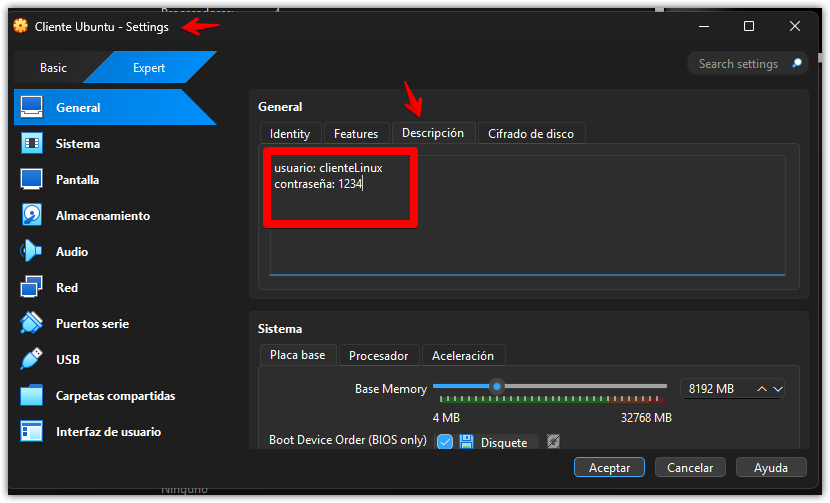 Cliente Ubuntu - Settings
Basic
Expert
Search settings
General
Sistema
Pantalla
Almacenamiento
Audio
Red
Puertos serie
USB
Carpetas compartidas
Interfaz de usuario
General
Identity
Features
Descripción
Cifrado de disco
usuario: clienteLinux
contraseña: 1234
Sistema
Placa base
Procesador
Aceleración
Base Memory
8192 MB
4 MB
32768 MB
Boot Device Order (BIOS only)
Disquete
Aceptar
Cancelar
Ayuda
Ninguno